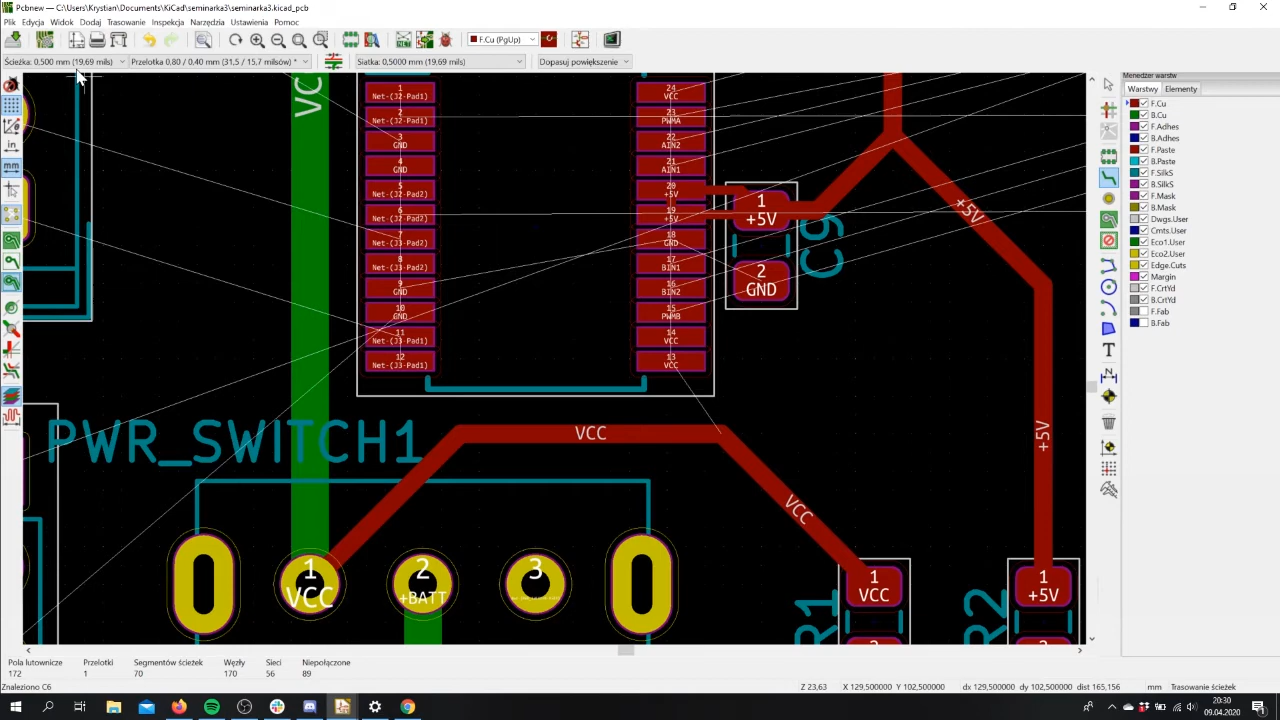 Pcbnew — C:\Users\Krystian\Documents\KiCad\seminarka3\seminarka3.kicad_pcb
Plik Edycja Widok Dodaj Trasowanie Inspekcja Narzędzia Ustawienia Pomoc
F.Cu (PgUp)
Ścieżka: 0,500 mm (19,69 mils) Przelotka 0,80 / 0.40 mm (31,5 / 15,7 milsów) * Siatka: 0,5000 mm (19,69 mils) Dopasuj powiększenie
Menedżer warstw
Warstwy Elementy
F.Cu
B.Cu
F.Adhes
B.Adhes
F.Paste
B.Paste
F.SilkS
B.SilkS
F.Mask
B.Mask
Dwgs.User
Cmts.User
Eco1.User
Eco2.User
Edge.Cuts
Margin
F.CrtYd
B.CrtYd
F.Fab
B.Fab
in
mm
VC
1
Net-(J2-Pad1)
2
Net-(J2-Pad1)
3
GND
4
GND
5
Net-(J2-Pad2)
6
Net-(J2-Pad2)
7
Net-(J3-Pad2)
8
Net-(J3-Pad2)
9
GND
10
GND
11
Net-(J3-Pad1)
12
Net-(J3-Pad1)
24
VCC
23
PWMA
22
AIN2
21
AIN1
20
+5V
19
+5V
18
GND
17
BIN1
16
BIN2
15
PWMB
14
VCC
13
VCC
1
+5V
2
GND
C9
+5V
+5V
PWR_SWITCH1
VCC
VCC
1
VCC
2
+BATT
3
R1
1
VCC
R2
1
+5V
Pola lutownicze Przelotki Segmentów ścieżek Węzły Sieci Niepołączone
172 1 70 170 56 89
Znaleziono C6 Z 23,63 X 129,500000 Y 102,500000 dx 129,500000 dy 102,500000 dist 165,156 mm Trasowanie ścieżek
20:30
09.04.2020